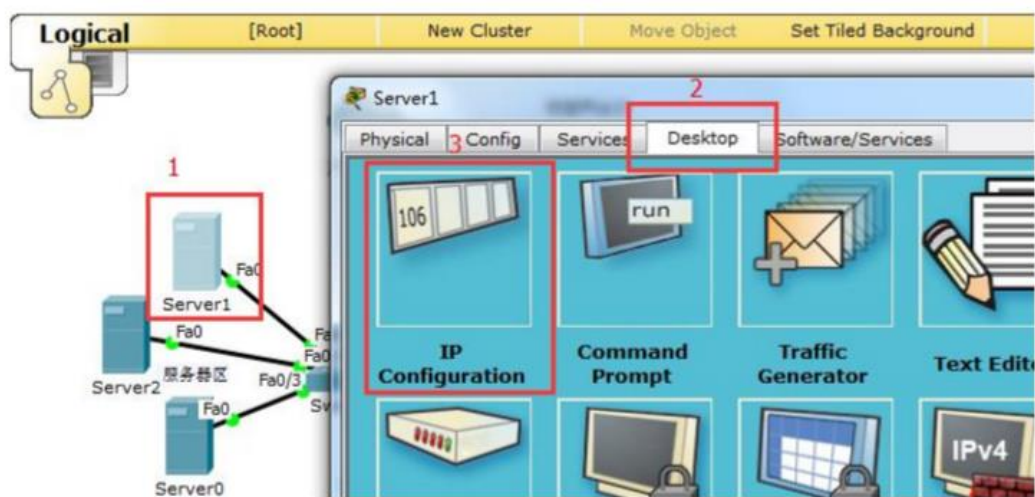 Logical [Root] New Cluster Move Object Set Tiled Background
Server1
2
Physical 3 Config Services Desktop Software/Services
1
106
run
Fa0
Server1
Fa0
Fa0
IP Configuration
Command Prompt
Traffic Generator
Text
Server2
服务器区
Fa0/3
Fa0
IPv4
Server0